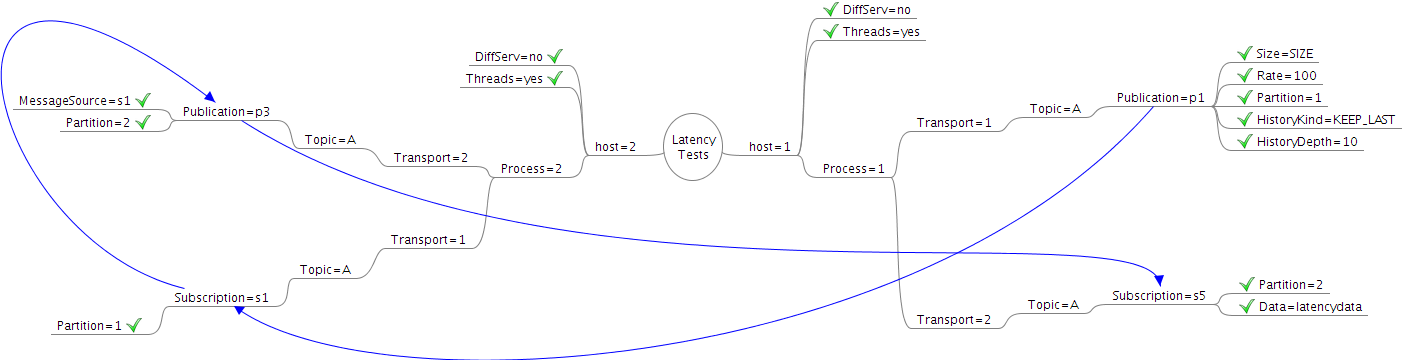 DiffServ=no
Threads=yes
DiffServ=no
Threads=yes
MessageSource=s1
Partition=2
Publication=p3
Topic=A
Transport=2
Process=2
host=2
Latency
Tests
host=1
Process=1
Transport=1
Topic=A
Publication=p1
Size=SIZE
Rate=100
Partition=1
HistoryKind=KEEP_LAST
HistoryDepth=10
Transport=1
Topic=A
Subscription=s1
Partition=1
Transport=2
Topic=A
Subscription=s5
Partition=2
Data=latencydata